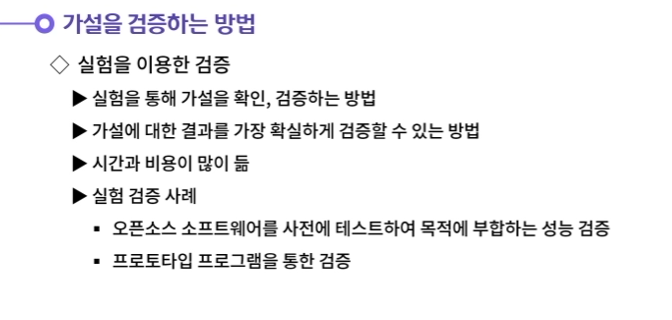 가설을 검증하는 방법
◇ 실험을 이용한 검증
▶ 실험을 통해 가설을 확인, 검증하는 방법
▶ 가설에 대한 결과를 가장 확실하게 검증할 수 있는 방법
▶ 시간과 비용이 많이 듦
▶ 실험 검증 사례
▪ 오픈소스 소프트웨어를 사전에 테스트하여 목적에 부합하는 성능 검증
▪ 프로토타입 프로그램을 통한 검증